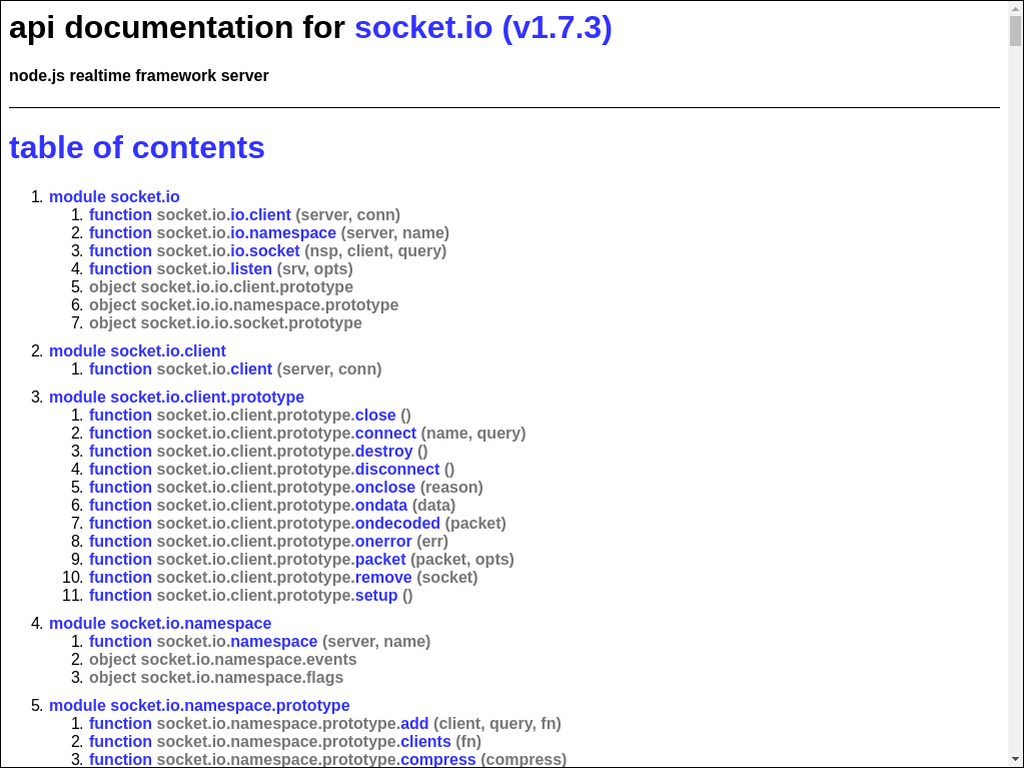 api documentation for socket.io (v1.7.3)
node.js realtime framework server
table of contents
1. module socket.io
1. function socket.io.io.client (server, conn)
2. function socket.io.io.namespace (server, name)
3. function socket.io.io.socket (nsp, client, query)
4. function socket.io.listen (srv, opts)
5. object socket.io.io.client.prototype
6. object socket.io.io.namespace.prototype
7. object socket.io.io.socket.prototype
2. module socket.io.client
1. function socket.io.client (server, conn)
3. module socket.io.client.prototype
1. function socket.io.client.prototype.close ()
2. function socket.io.client.prototype.connect (name, query)
3. function socket.io.client.prototype.destroy ()
4. function socket.io.client.prototype.disconnect ()
5. function socket.io.client.prototype.onclose (reason)
6. function socket.io.client.prototype.ondata (data)
7. function socket.io.client.prototype.ondecoded (packet)
8. function socket.io.client.prototype.onerror (err)
9. function socket.io.client.prototype.packet (packet, opts)
10. function socket.io.client.prototype.remove (socket)
11. function socket.io.client.prototype.setup ()
4. module socket.io.namespace
1. function socket.io.namespace (server, name)
2. object socket.io.namespace.events
3. object socket.io.namespace.flags
5. module socket.io.namespace.prototype
1. function socket.io.namespace.prototype.add (client, query, fn)
2. function socket.io.namespace.prototype.clients (fn)
3. function socket.io.namespace.prototype.compress (compress)